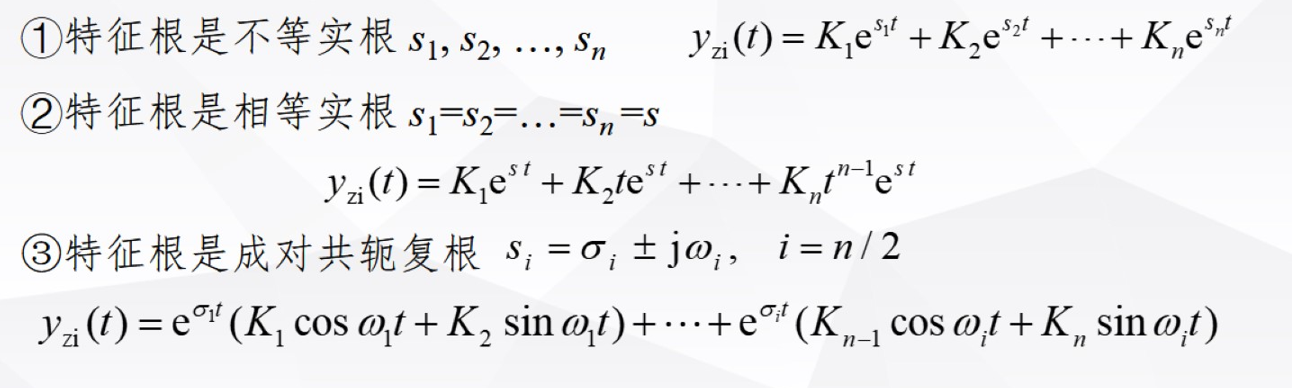 ①特征根是不等实根 s₁, s₂, …, sₙ y_zi(t) = K₁e^{s₁t} + K₂e^{s₂t} + ⋯ + Kₙe^{sₙt}
②特征根是相等实根 s₁=s₂=…=sₙ=s
y_zi(t) = K₁e^{st} + K₂te^{st} + ⋯ + Kₙt^{n−1}e^{st}
③特征根是成对共轭复根 sᵢ = σᵢ ± jωᵢ, i = n / 2
y_zi(t) = e^{σ₁t}(K₁ cos ω₁t + K₂ sin ω₁t) + ⋯ + e^{σᵢt}(K_{n−1} cos ωᵢt + Kₙ sin ωᵢt)